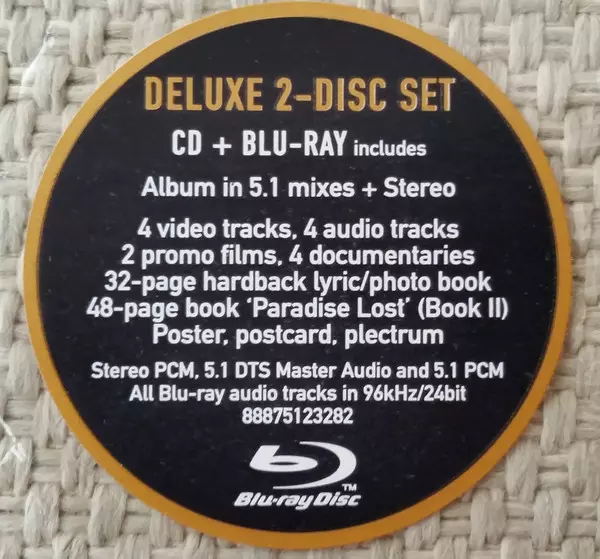 DELUXE 2-DISC SET
CD + BLU-RAY includes
Album in 5.1 mixes + Stereo
4 video tracks, 4 audio tracks
2 promo films, 4 documentaries
32-page hardback lyric/photo book
48-page book ‘Paradise Lost’ (Book II)
Poster, postcard, plectrum
Stereo PCM, 5.1 DTS Master Audio and 5.1 PCM
All Blu-ray audio tracks in 96kHz/24bit
88875123282
Blu-ray Disc™